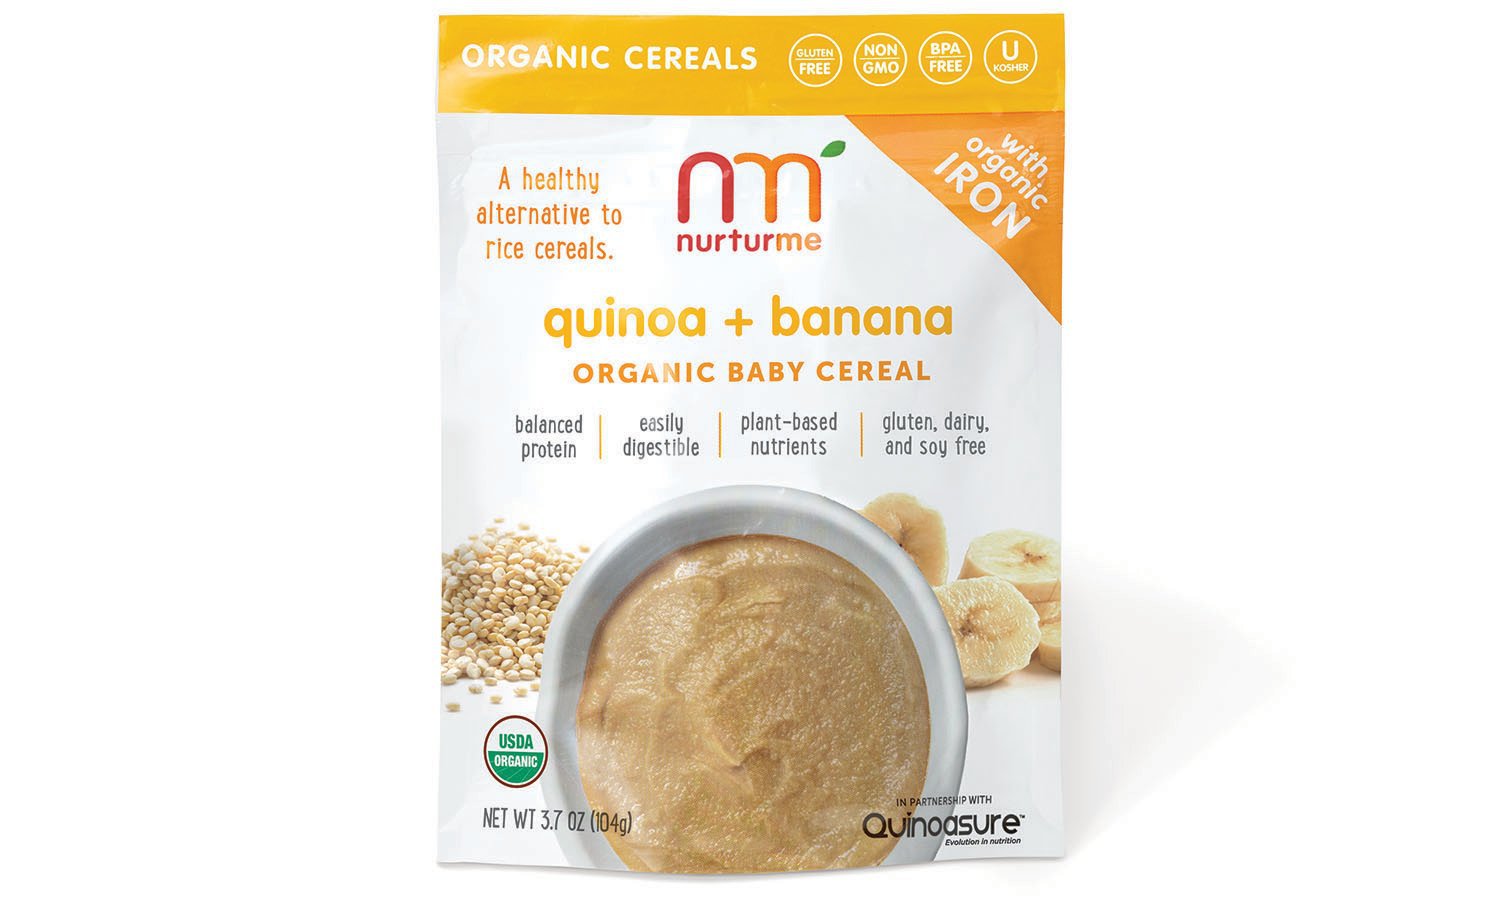 ORGANIC CEREALS
GLUTEN
FREE
NON
GMO
BPA
FREE
U
KOSHER
with
organic
IRON
A healthy
alternative to
rice cereals.
nm
nurturme
quinoa + banana
ORGANIC BABY CEREAL
balanced
protein
easily
digestible
plant-based
nutrients
gluten, dairy,
and soy free
USDA
ORGANIC
NET WT 3.7 OZ (104g)
IN PARTNERSHIP WITH
Quinoasure™
Evolution in nutrition